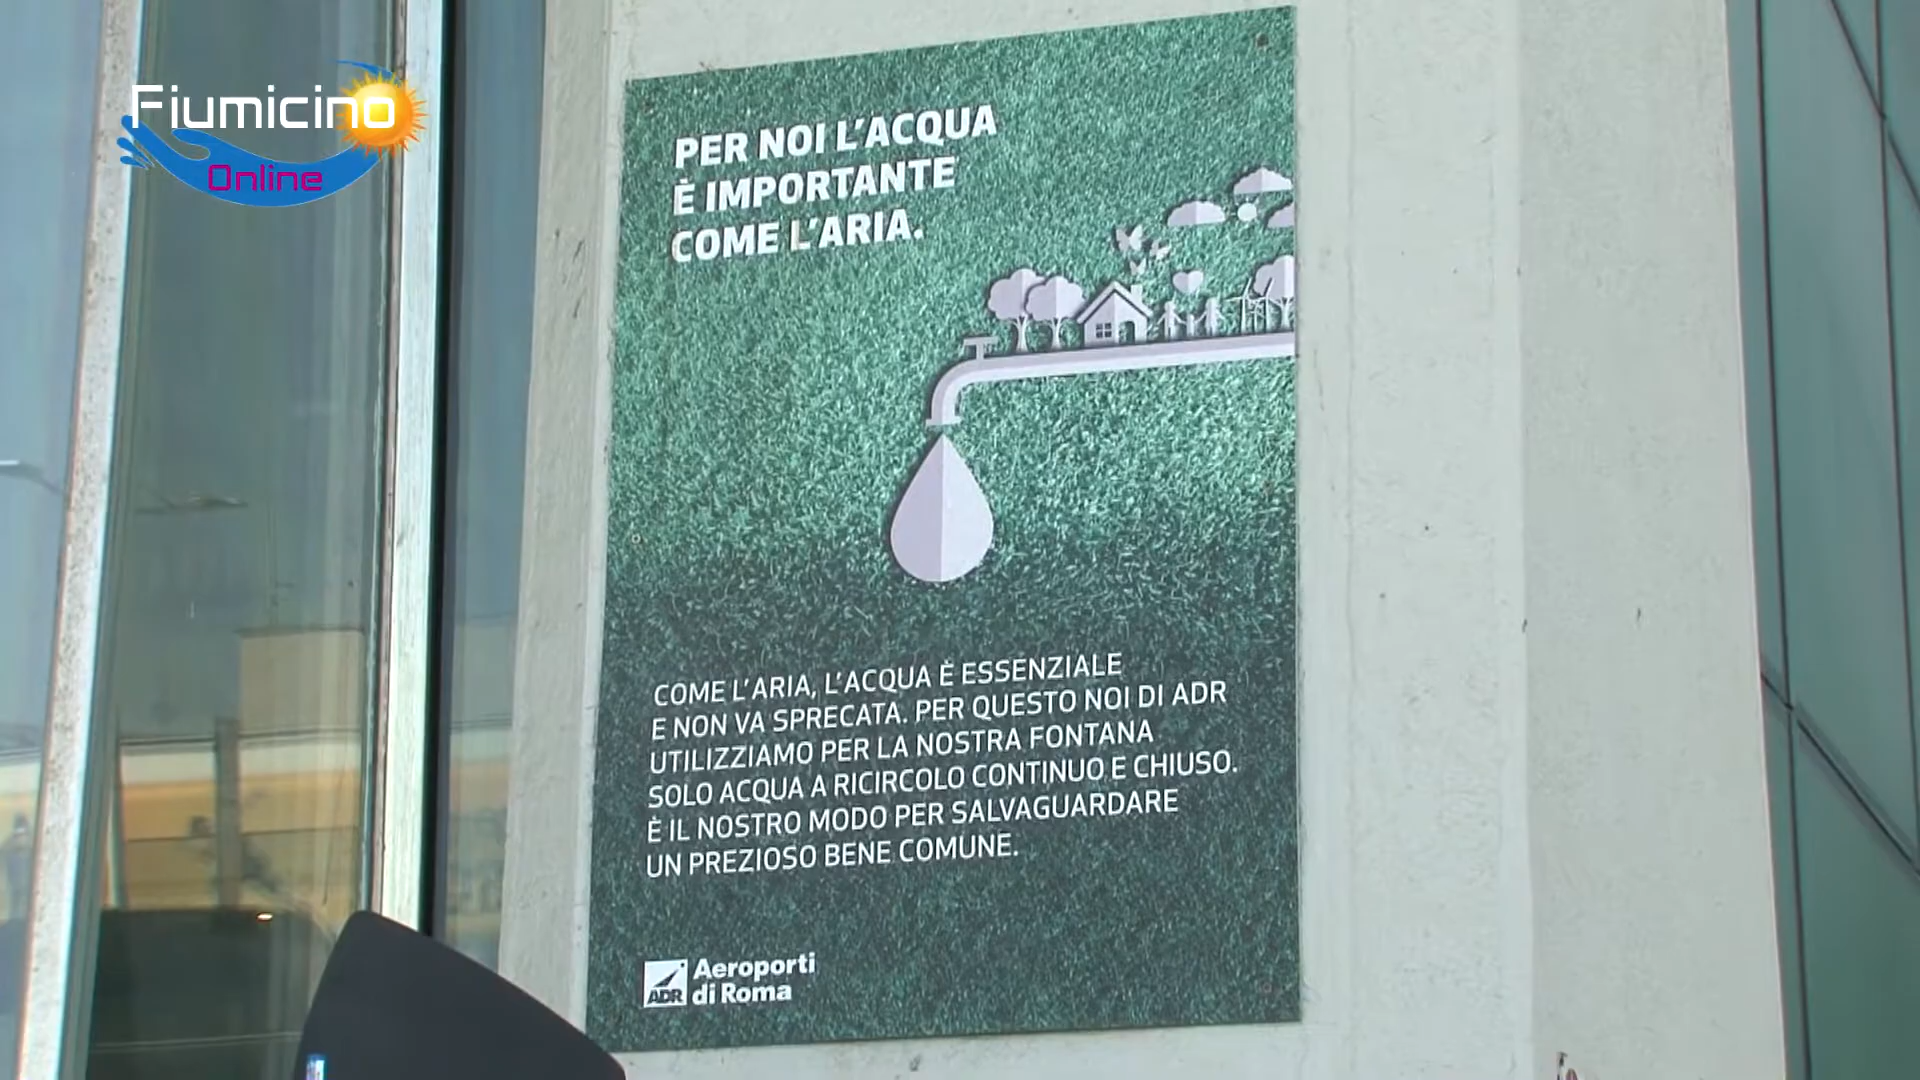 Fiumicino
Online
PER NOI L'ACQUA
È IMPORTANTE
COME L'ARIA.
COME L'ARIA, L'ACQUA È ESSENZIALE
E NON VA SPRECATA. PER QUESTO NOI DI ADR
UTILIZZIAMO PER LA NOSTRA FONTANA
SOLO ACQUA A RICIRCOLO CONTINUO E CHIUSO.
È IL NOSTRO MODO PER SALVAGUARDARE
UN PREZIOSO BENE COMUNE.
ADR
Aeroporti
di Roma